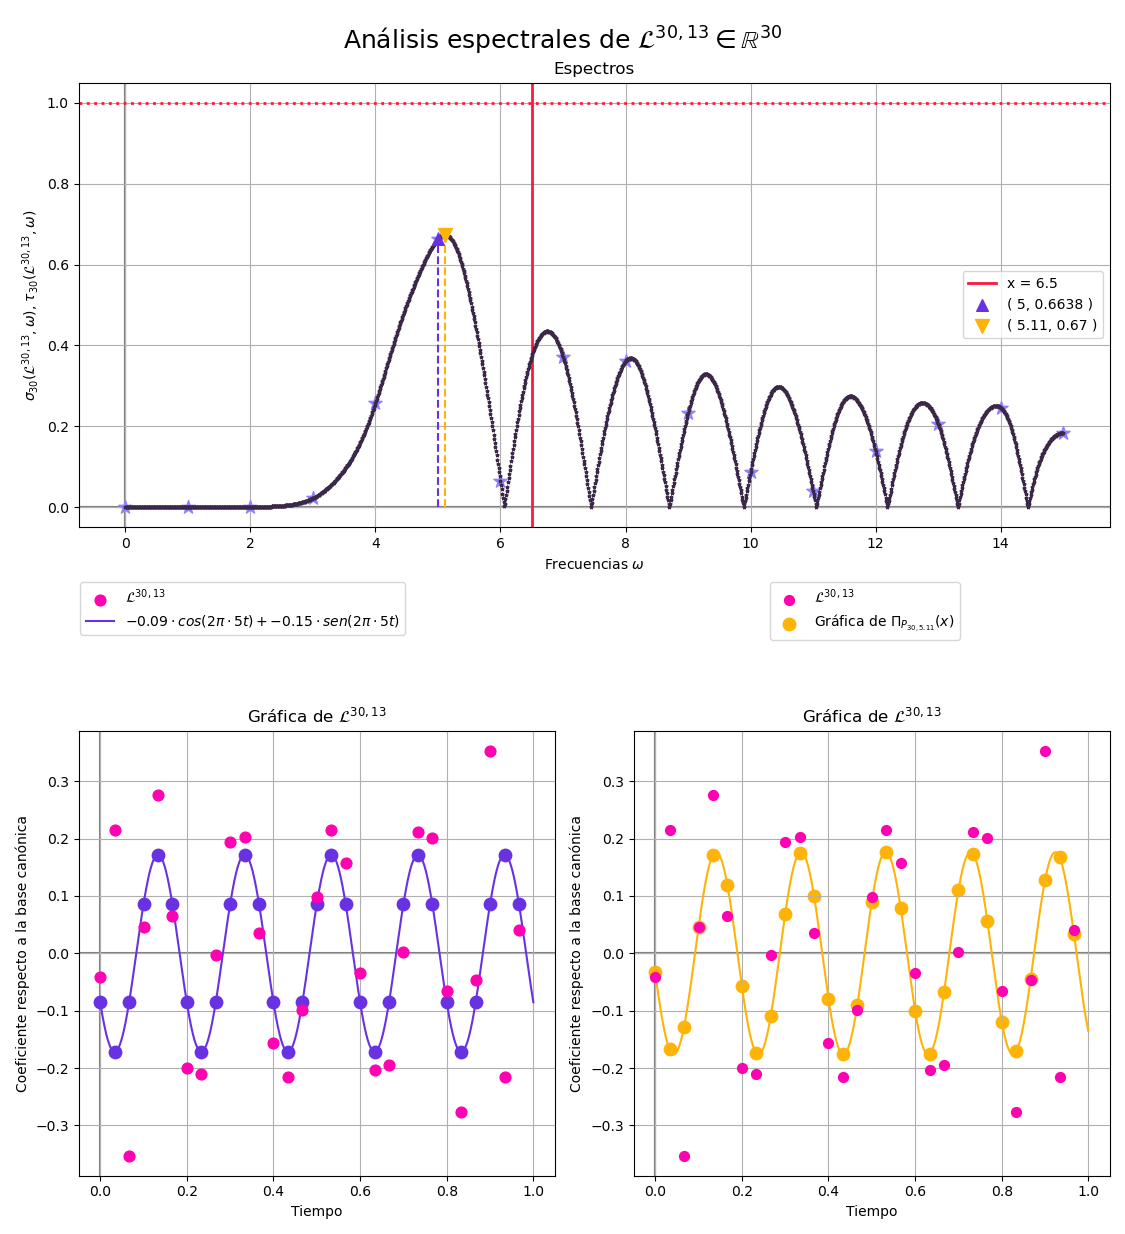 Análisis espectrales de $\mathcal{L}^{30,13} \in \mathbb{R}^{30}$
Espectros
1.0
0.8
0.6
0.4
0.2
0.0
$\sigma_{30}(\mathcal{L}^{30,13}, \omega), \tau_{30}(\mathcal{L}^{30,13}, \omega)$
x = 6.5
( 5, 0.6638 )
( 5.11, 0.67 )
0 2 4 6 8 10 12 14
Frecuencias $\omega$
$\mathcal{L}^{30,13}$
$-0.09 \cdot cos(2\pi \cdot 5t) + -0.15 \cdot sen(2\pi \cdot 5t)$
$\mathcal{L}^{30,13}$
Gráfica de $\Pi_{P_{30,5.11}}(x)$
Gráfica de $\mathcal{L}^{30,13}$
0.3
0.2
0.1
0.0
−0.1
−0.2
−0.3
Coeficiente respecto a la base canónica
0.0 0.2 0.4 0.6 0.8 1.0
Tiempo
Gráfica de $\mathcal{L}^{30,13}$
0.3
0.2
0.1
0.0
−0.1
−0.2
−0.3
Coeficiente respecto a la base canónica
0.0 0.2 0.4 0.6 0.8 1.0
Tiempo